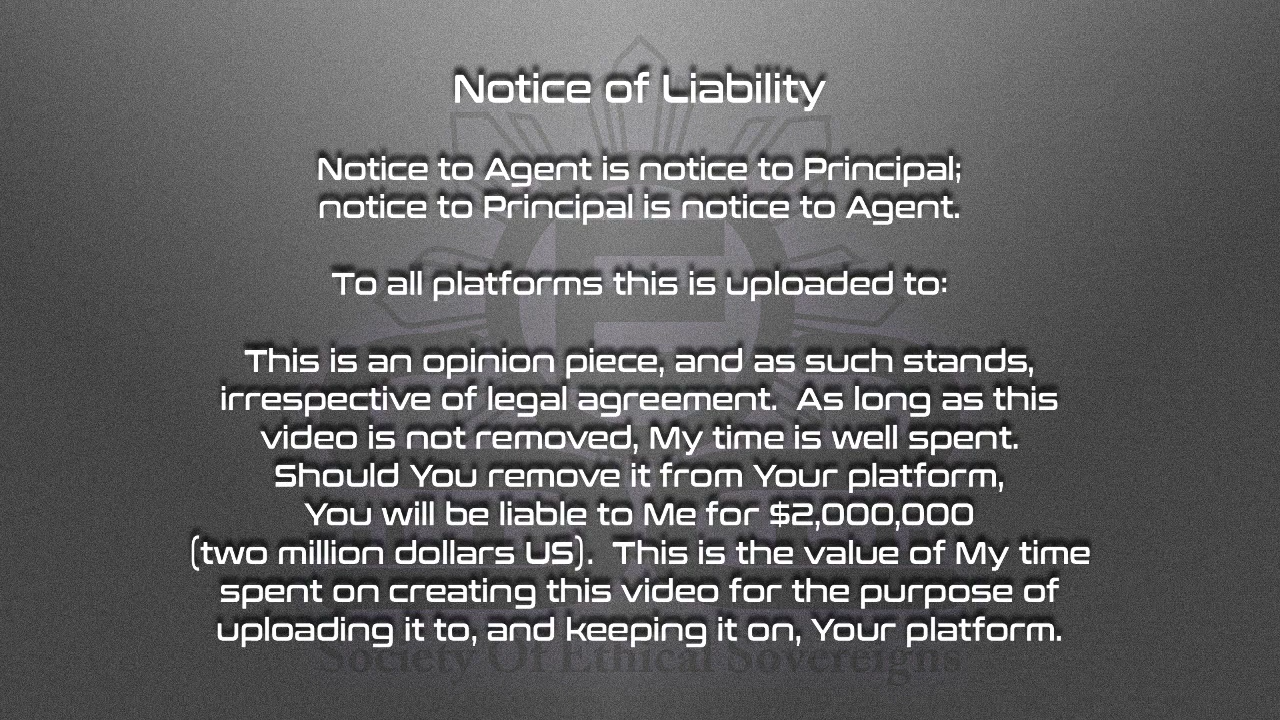 Notice of Liability
Notice to Agent is notice to Principal;
notice to Principal is notice to Agent.
To all platforms this is uploaded to:
This is an opinion piece, and as such stands,
irrespective of legal agreement.  As long as this
video is not removed, My time is well spent.
Should You remove it from Your platform,
You will be liable to Me for $2,000,000
(two million dollars US).  This is the value of My time
spent on creating this video for the purpose of
uploading it to, and keeping it on, Your platform.
Society Of Ethical Sovereigns